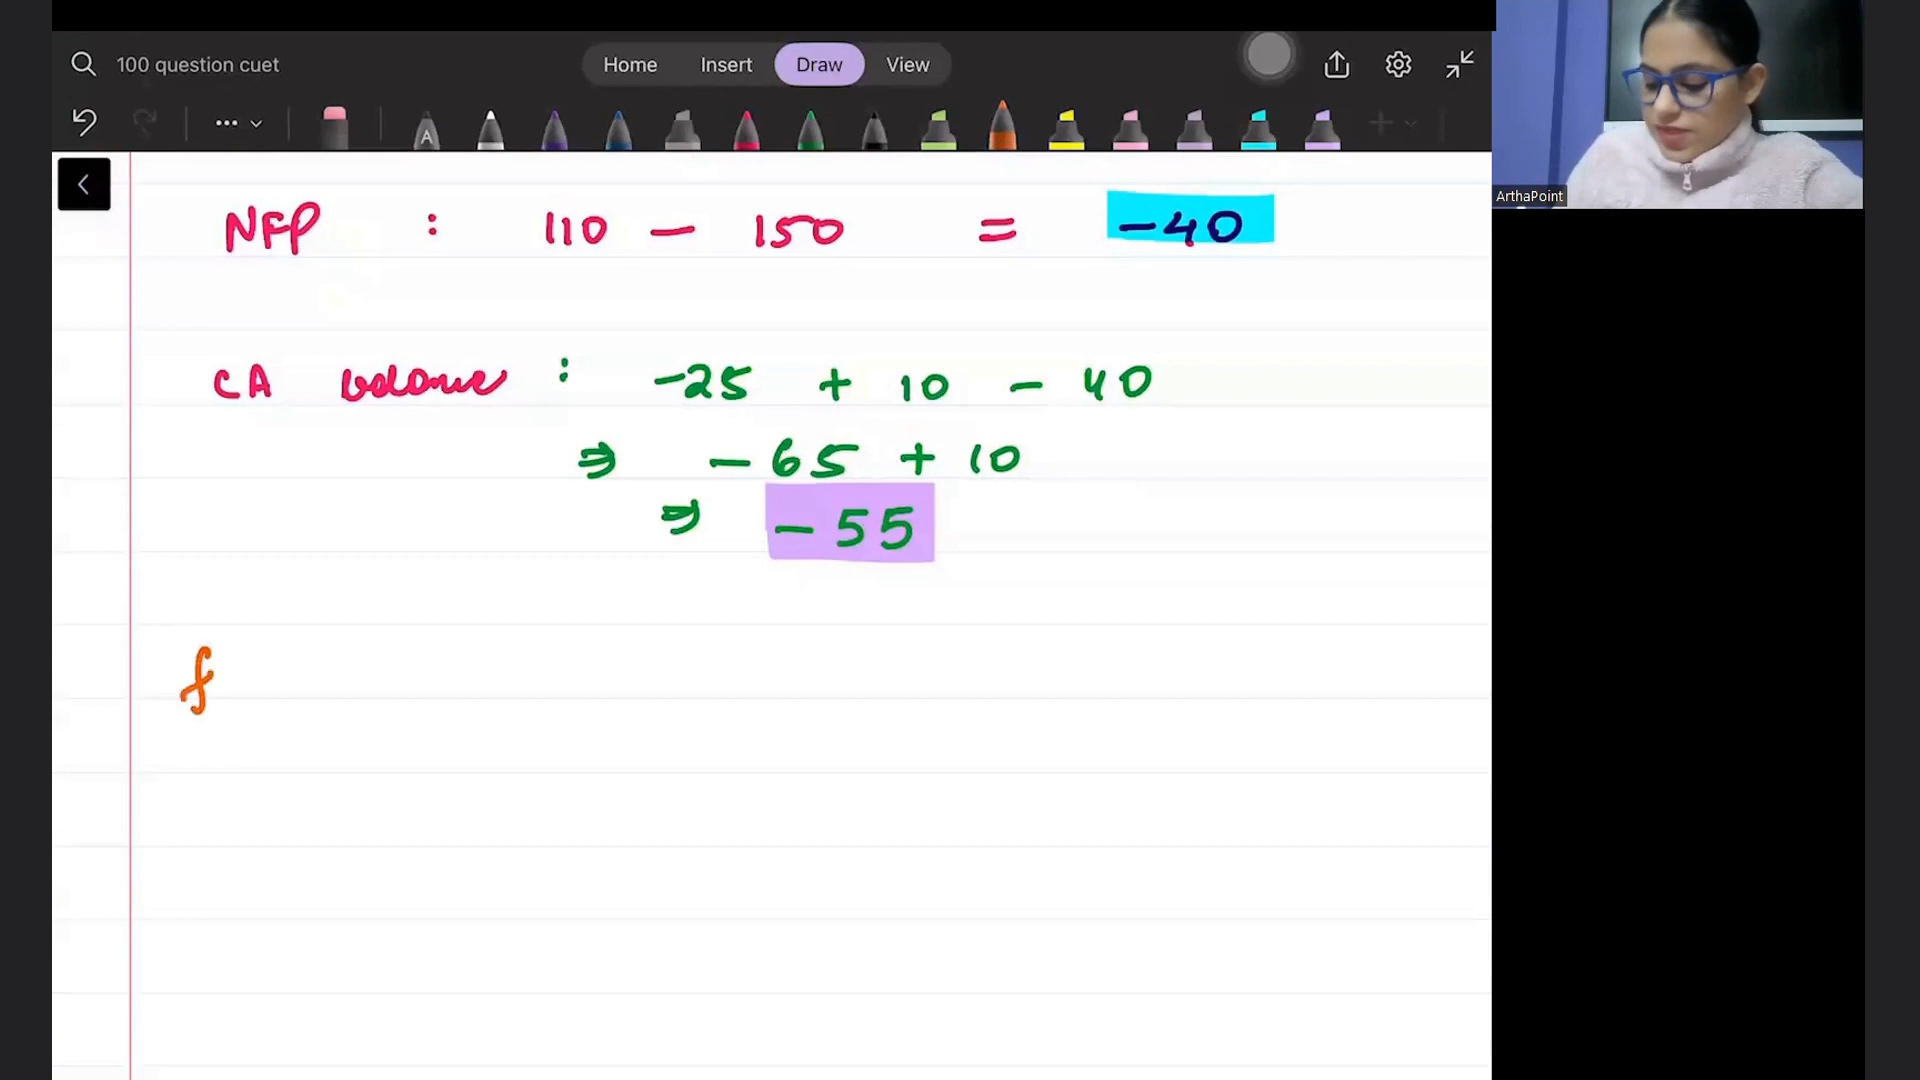 100 question cuet
Home Insert Draw View
A
ArthaPoint
NFP : 110 - 150 = -40
CA balance : -25 + 10 - 40
⇒ - 65 + 10
⇒ - 55
f